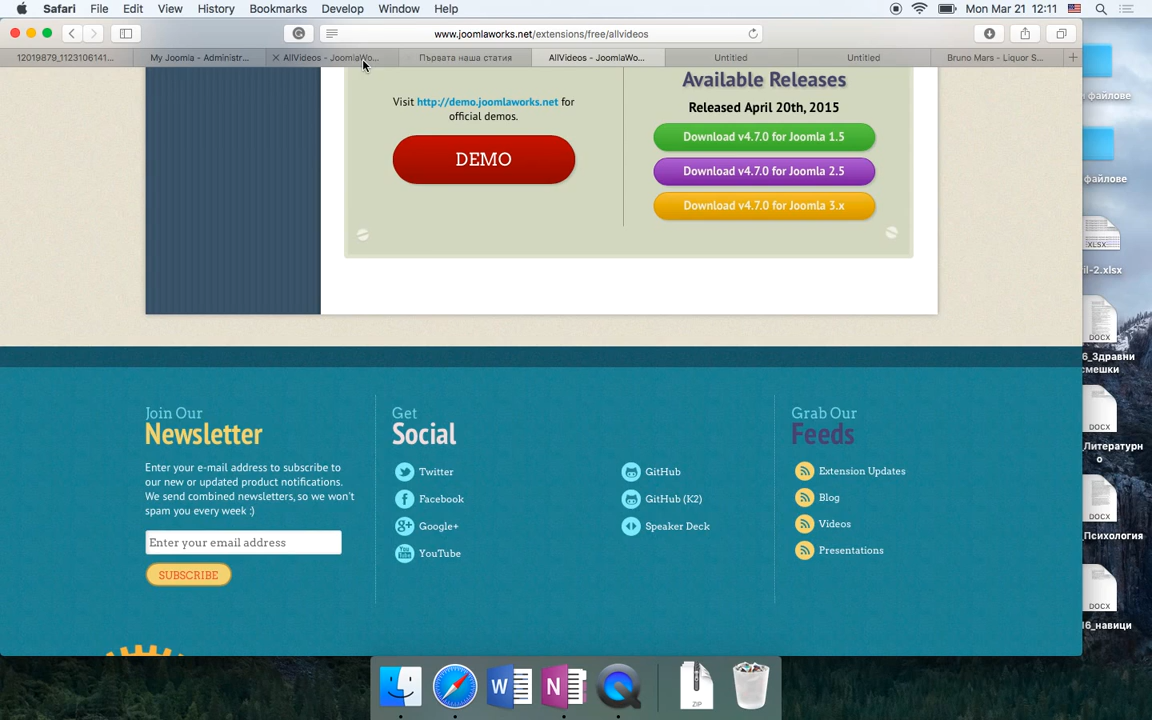 Safari File Edit View History Bookmarks Develop Window Help
Mon Mar 21 12:11
www.joomlaworks.net/extensions/free/allvideos
12019879_1123106141...
My Joomla - Administr...
AllVideos - JoomlaWo...
Първата наша статия
AllVideos - JoomlaWo...
Untitled
Untitled
Bruno Mars - Liquor S...
Visit http://demo.joomlaworks.net for
official demos.
DEMO
Available Releases
Released April 20th, 2015
Download v4.7.0 for Joomla 1.5
Download v4.7.0 for Joomla 2.5
Download v4.7.0 for Joomla 3.x
Join Our
Newsletter
Enter your e-mail address to subscribe to
our new or updated product notifications.
We send combined newsletters, so we won't
spam you every week :)
Enter your email address
SUBSCRIBE
Get
Social
Twitter
Facebook
Google+
YouTube
You
Tube
GitHub
GitHub (K2)
Speaker Deck
Grab Our
Feeds
Extension Updates
Blog
Videos
Presentations
файлове
файлове
XLSX
il-2.xlsx
DOCX
6_Здравни
смешки
DOCX
_Литературн
о
DOCX
_Психология
DOCX
16_навици
W
N
ZIP